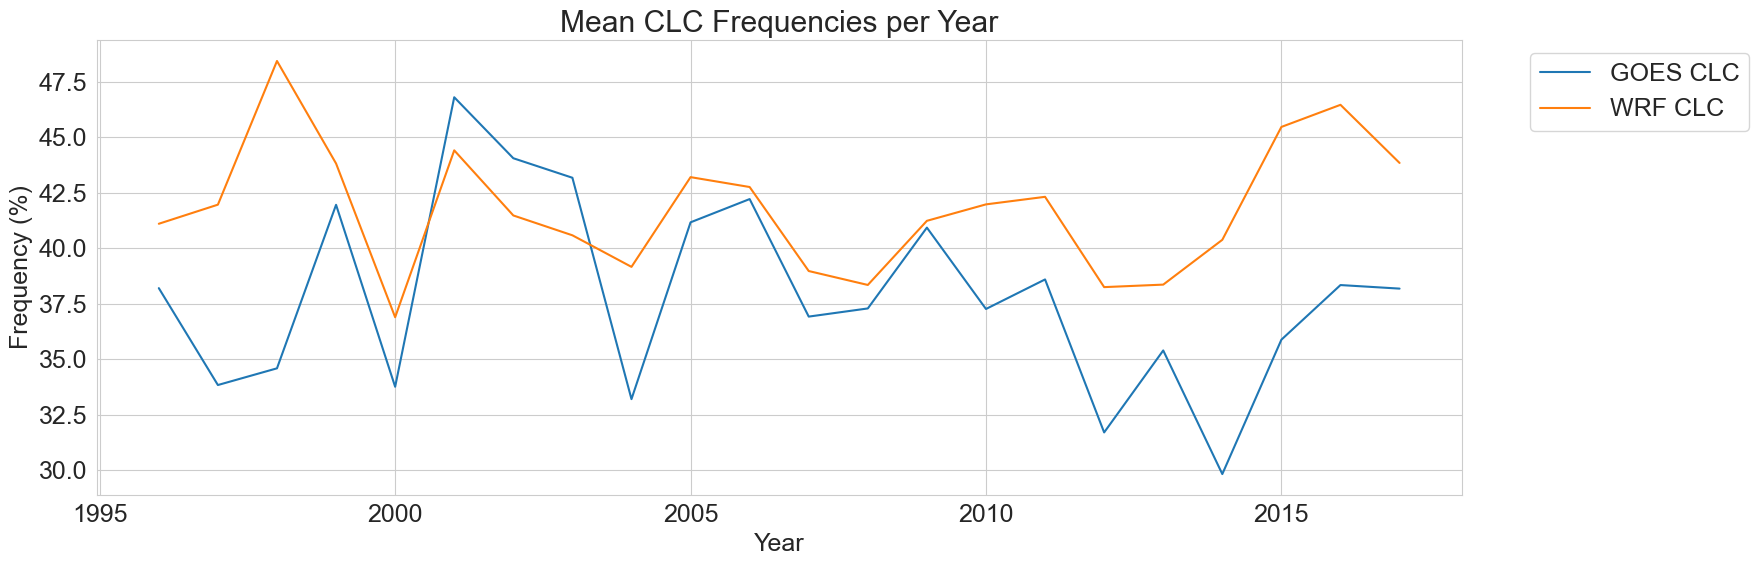 Mean CLC Frequencies per Year
GOES CLC
WRF CLC
Frequency (%)
47.5
45.0
42.5
40.0
37.5
35.0
32.5
30.0
1995 2000 2005 2010 2015
Year